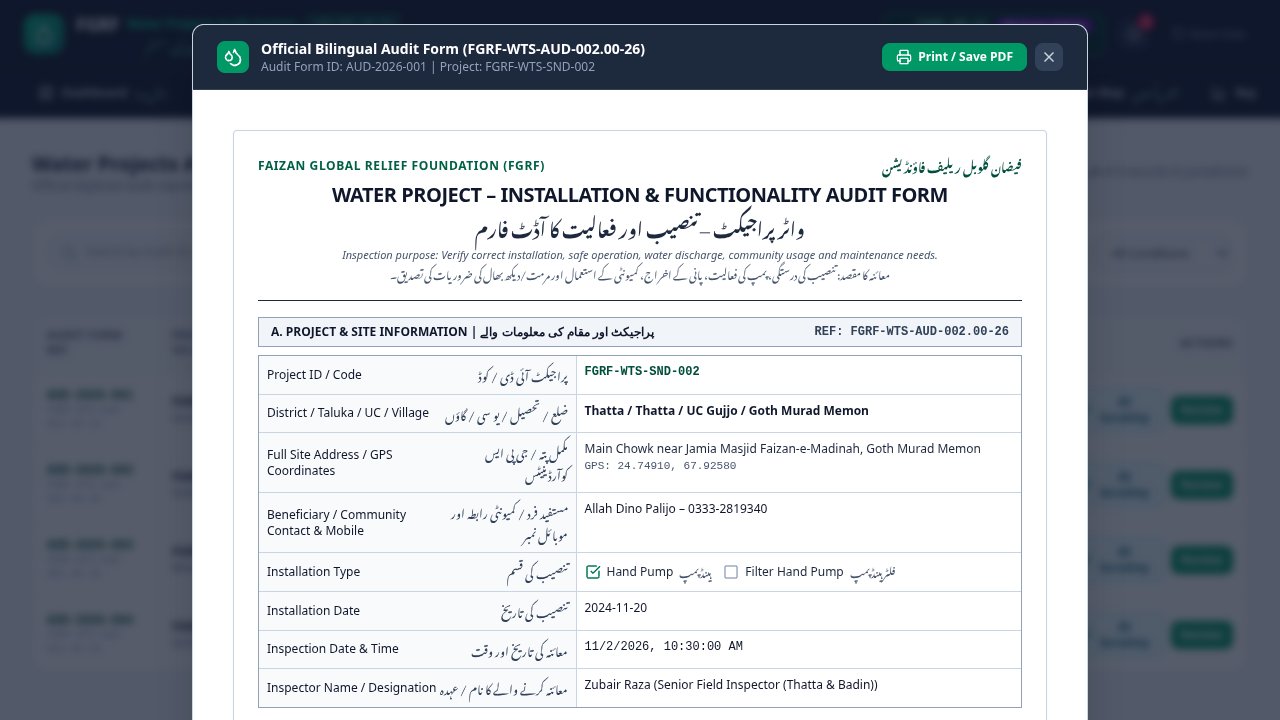 Official Bilingual Audit Form (FGRF-WTS-AUD-002.00-26)
Audit Form ID: AUD-2026-001 | Project: FGRF-WTS-SND-002
Print / Save PDF
FAIZAN GLOBAL RELIEF FOUNDATION (FGRF)
فیضان گلوبل ریلیف فاؤنڈیشن
WATER PROJECT – INSTALLATION & FUNCTIONALITY AUDIT FORM
واٹر پراجیکٹ – تنصیب اور فعالیت کا آڈٹ فارم
Inspection purpose: Verify correct installation, safe operation, water discharge, community usage and maintenance needs.
معائنہ کا مقصد: تنصیب کی درستگی، پمپ کی فعالیت، پانی کے اخراج، کمیونٹی کے استعمال اور مرمت/دیکھ بھال کی ضروریات کی تصدیق۔
A. PROJECT & SITE INFORMATION | پراجیکٹ اور مقام کی معلومات والے
REF: FGRF-WTS-AUD-002.00-26
Project ID / Code
پراجیکٹ آئی ڈی / کوڈ
FGRF-WTS-SND-002
District / Taluka / UC / Village
ضلع / تحصیل / یو سی / گاؤں
Thatta / Thatta / UC Gujjo / Goth Murad Memon
Full Site Address / GPS
Coordinates
مکمل پتہ / جی پی ایس
کوآرڈینیٹس
Main Chowk near Jamia Masjid Faizan-e-Madinah, Goth Murad Memon
GPS: 24.74910, 67.92580
Beneficiary / Community
Contact & Mobile
مستفید فرد / کمیونٹی رابطہ اور
موبائل نمبر
Allah Dino Palijo – 0333-2819340
Installation Type
تنصیب کی قسم
Hand Pump ہینڈ پمپ
Filter Hand Pump فلٹر ہینڈ پمپ
Installation Date
تنصیب کی تاریخ
2024-11-20
Inspection Date & Time
معائنہ کی تاریخ اور وقت
11/2/2026, 10:30:00 AM
Inspector Name / Designation
معائنہ کرنے والے کا نام / عہدہ
Zubair Raza (Senior Field Inspector (Thatta & Badin))